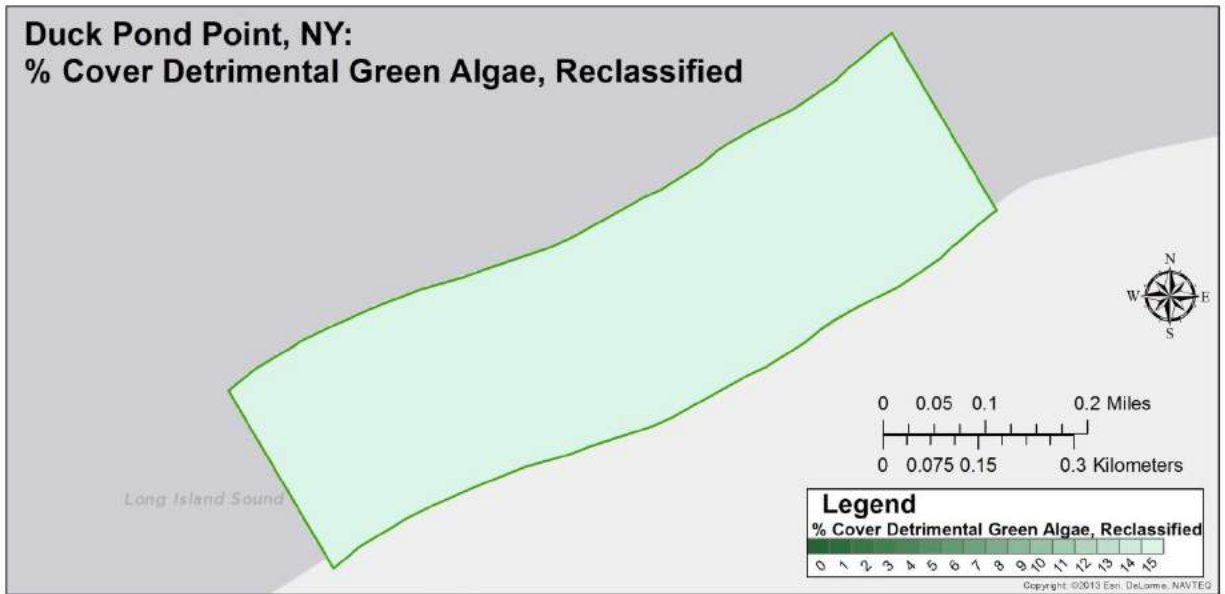 Duck Pond Point, NY:
% Cover Detrimental Green Algae, Reclassified
N
W E
S
0 0.05 0.1 0.2 Miles
0 0.075 0.15 0.3 Kilometers
Long Island Sound
Legend
% Cover Detrimental Green Algae, Reclassified
0 1 2 3 4 5 6 7 8 9 10 11 12 13 14 15
Copyright: ©2013 Esri, DeLorme, NAVTEQ